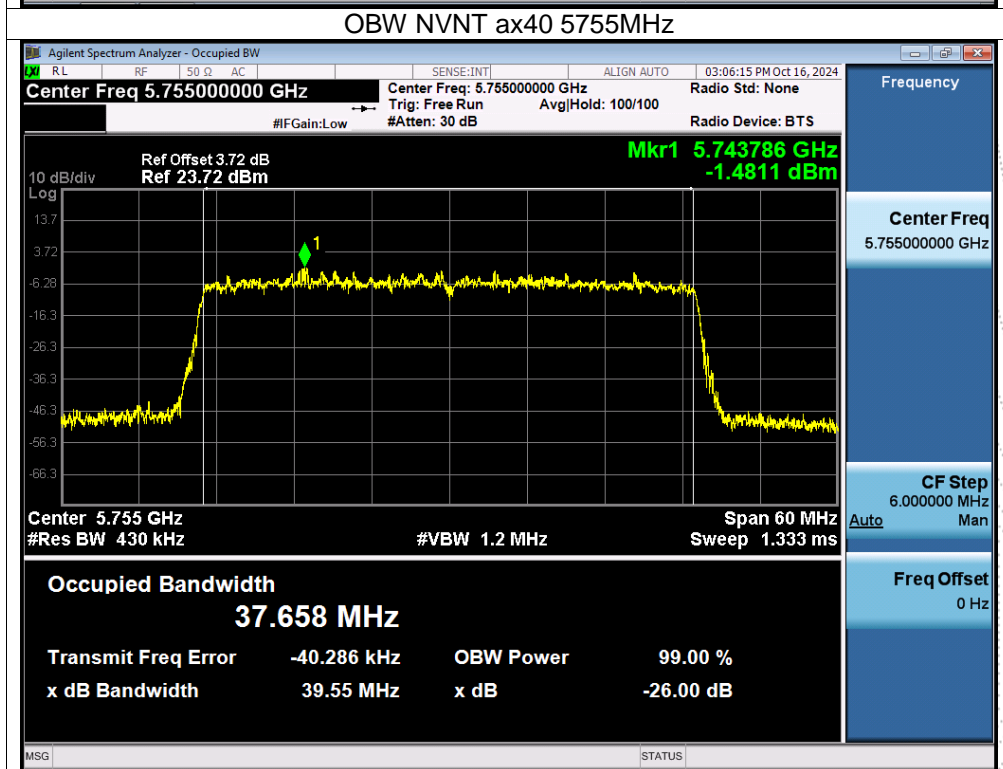 OBW NVNT ax40 5755MHz
Agilent Spectrum Analyzer - Occupied BW
LXI RL RF 50 Ω AC SENSE:INT ALIGN AUTO 03:06:15 PM Oct 16, 2024
Center Freq 5.755000000 GHz
Center Freq: 5.755000000 GHz
Radio Std: None
Trig: Free Run Avg|Hold: 100/100
#IFGain:Low
#Atten: 30 dB
Radio Device: BTS
Frequency
Mkr1 5.743786 GHz
-1.4811 dBm
Ref Offset 3.72 dB
10 dB/div Ref 23.72 dBm
Log
13.7
3.72
-6.28
-16.3
-26.3
-36.3
-46.3
-56.3
-66.3
1
Center 5.755 GHz Span 60 MHz
#Res BW 430 kHz #VBW 1.2 MHz Sweep 1.333 ms
Center Freq
5.755000000 GHz
CF Step
6.000000 MHz
Auto Man
Freq Offset
0 Hz
Occupied Bandwidth
37.658 MHz
Transmit Freq Error -40.286 kHz OBW Power 99.00 %
x dB Bandwidth 39.55 MHz x dB -26.00 dB
MSG STATUS